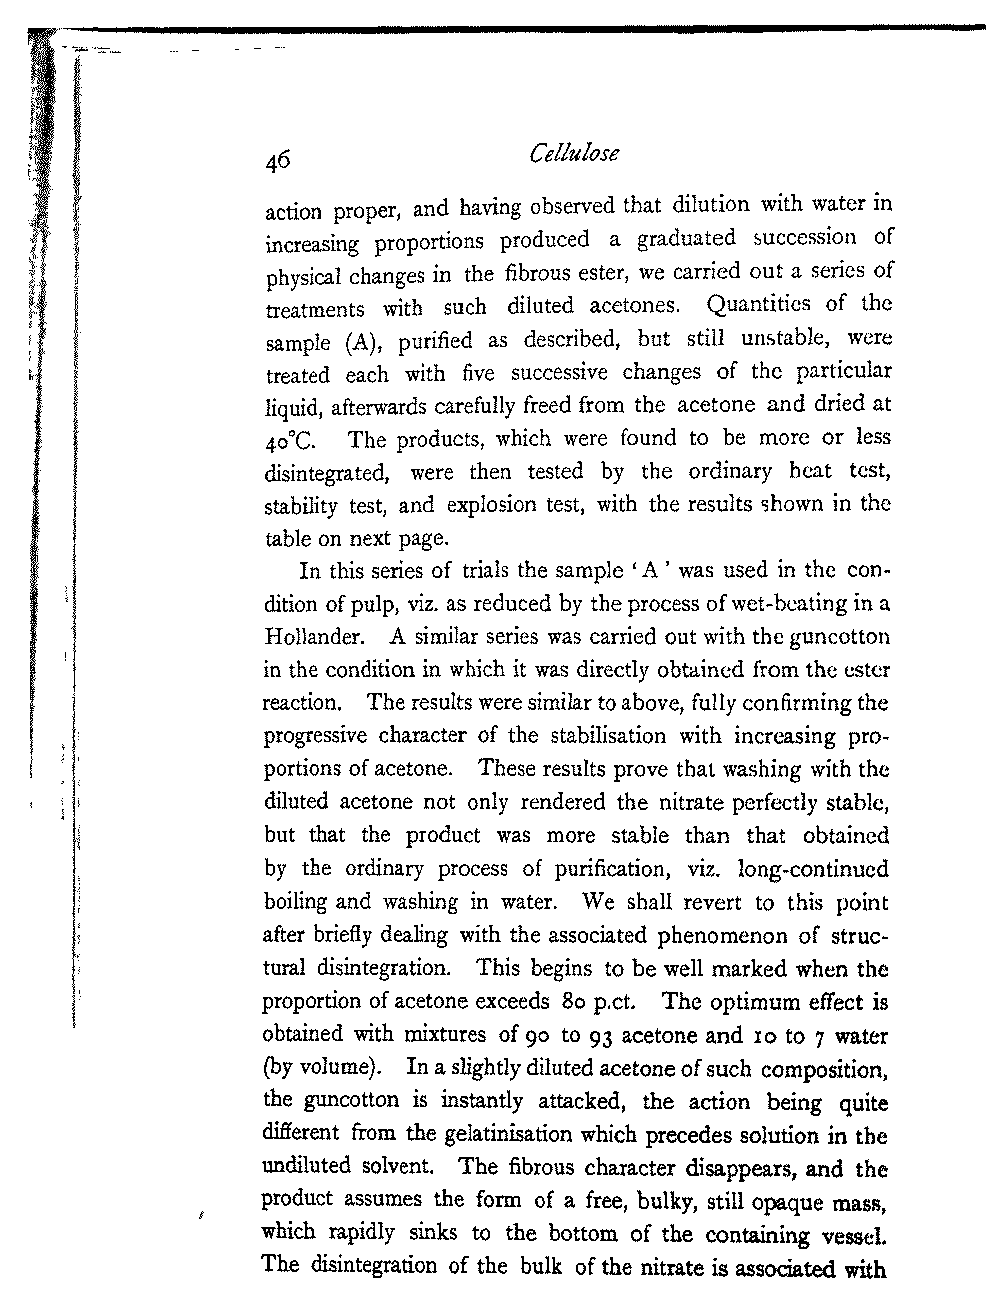 46 Cellulose
action proper, and having observed that dilution with water in
increasing proportions produced a graduated succession of
physical changes in the fibrous ester, we carried out a series of
treatments with such diluted acetones. Quantities of the
sample (A), purified as described, but still unstable, were
treated each with five successive changes of the particular
liquid, afterwards carefully freed from the acetone and dried at
40°C. The products, which were found to be more or less
disintegrated, were then tested by the ordinary heat test,
stability test, and explosion test, with the results shown in the
table on next page.
In this series of trials the sample ‘A’ was used in the con-
dition of pulp, viz. as reduced by the process of wet-beating in a
Hollander. A similar series was carried out with the guncotton
in the condition in which it was directly obtained from the ester
reaction. The results were similar to above, fully confirming the
progressive character of the stabilisation with increasing pro-
portions of acetone. These results prove that washing with the
diluted acetone not only rendered the nitrate perfectly stable,
but that the product was more stable than that obtained
by the ordinary process of purification, viz. long-continued
boiling and washing in water. We shall revert to this point
after briefly dealing with the associated phenomenon of struc-
tural disintegration. This begins to be well marked when the
proportion of acetone exceeds 80 p.ct. The optimum effect is
obtained with mixtures of 90 to 93 acetone and 10 to 7 water
(by volume). In a slightly diluted acetone of such composition,
the guncotton is instantly attacked, the action being quite
different from the gelatinisation which precedes solution in the
undiluted solvent. The fibrous character disappears, and the
product assumes the form of a free, bulky, still opaque mass,
which rapidly sinks to the bottom of the containing vessel.
The disintegration of the bulk of the nitrate is associated with